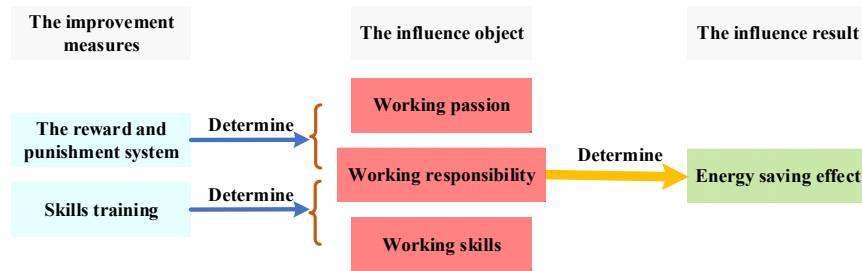 The improvement
measures
The influence object
The influence result
Working passion
Determine
The reward and
punishment system
Determine
Working responsibility
Energy saving effect
Determine
Skills training
Working skills